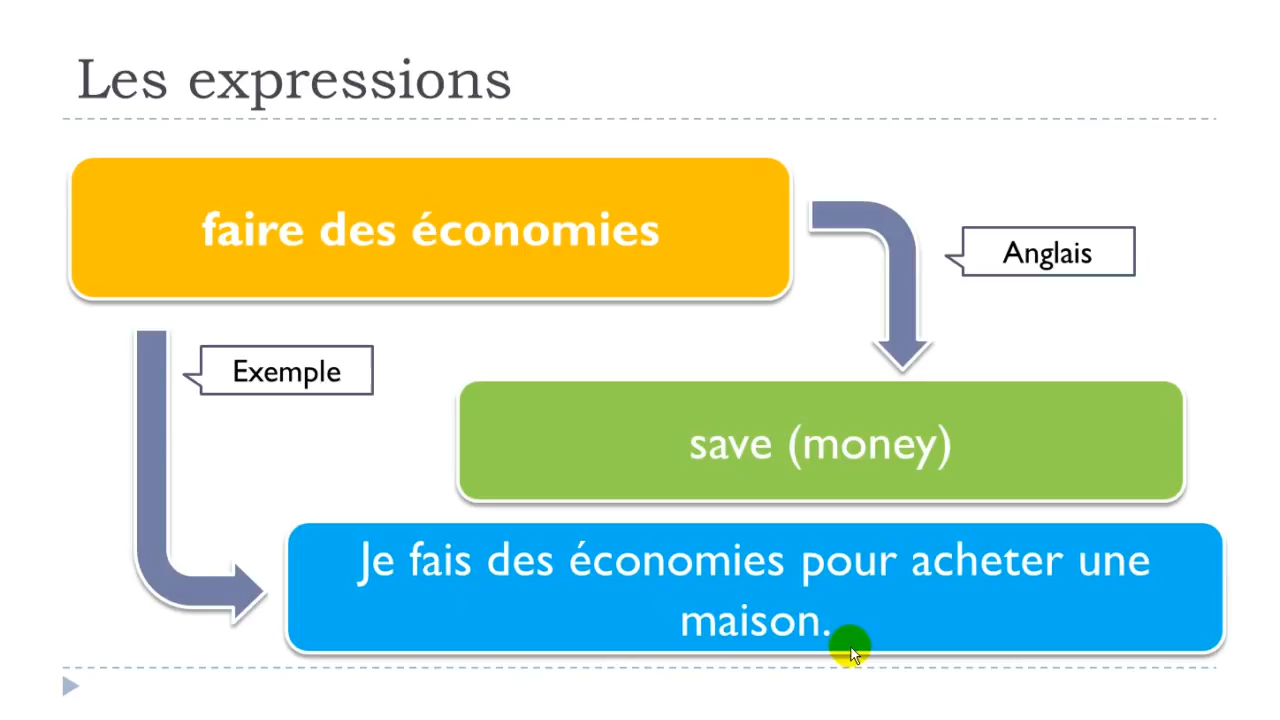 Les expressions
faire des économies
Anglais
Exemple
save (money)
Je fais des économies pour acheter une
maison.